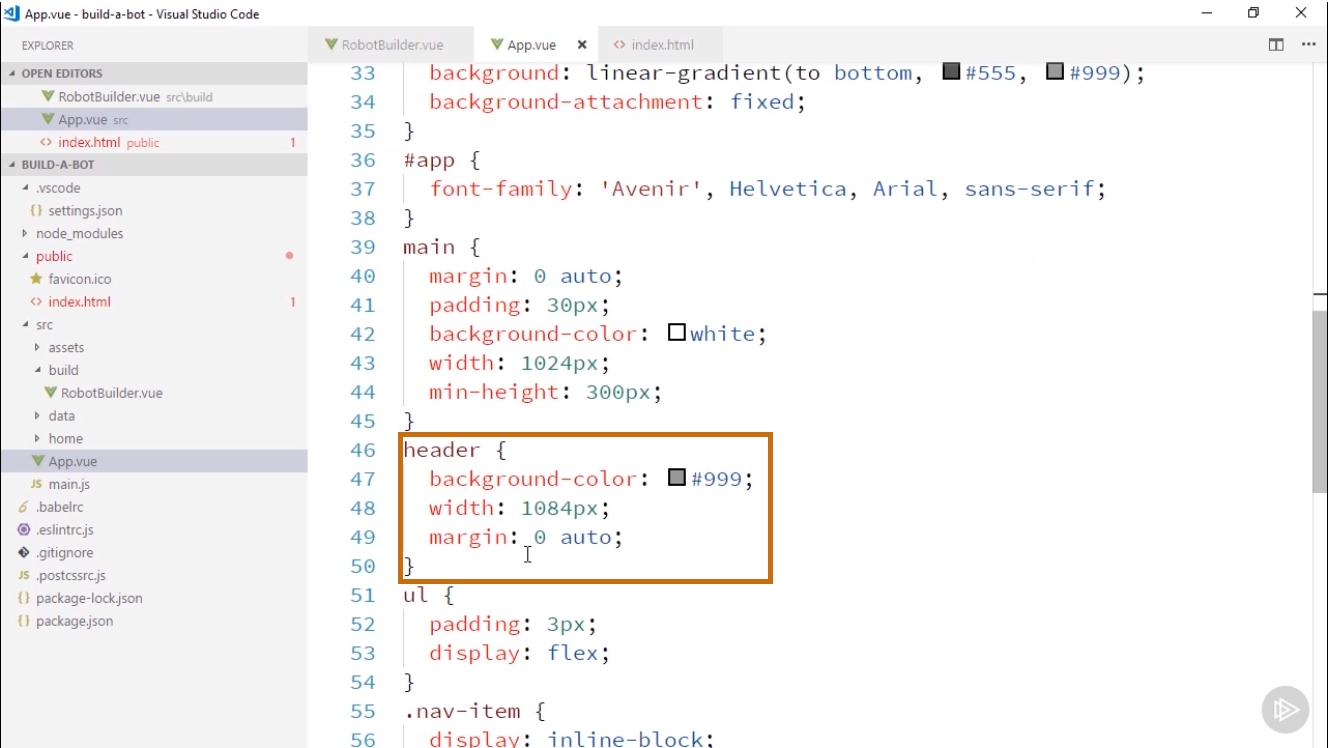 App.vue - build-a-bot - Visual Studio Code
EXPLORER
OPEN EDITORS
RobotBuilder.vue src\build
App.vue src
index.html public 1
BUILD-A-BOT
.vscode
{} settings.json
node_modules
public
favicon.ico
<> index.html 1
src
assets
build
RobotBuilder.vue
data
home
App.vue
JS main.js
.babelrc
.eslintrc.js
.gitignore
JS .postcssrc.js
{} package-lock.json
{} package.json
RobotBuilder.vue App.vue <> index.html
33 background: linear-gradient(to bottom, #555, #999);
34 background-attachment: fixed;
35 }
36 #app {
37 font-family: 'Avenir', Helvetica, Arial, sans-serif;
38 }
39 main {
40 margin: 0 auto;
41 padding: 30px;
42 background-color: white;
43 width: 1024px;
44 min-height: 300px;
45 }
46 header {
47 background-color: #999;
48 width: 1084px;
49 margin: 0 auto;
50 }
51 ul {
52 padding: 3px;
53 display: flex;
54 }
55 .nav-item {
56 display: inline-block;